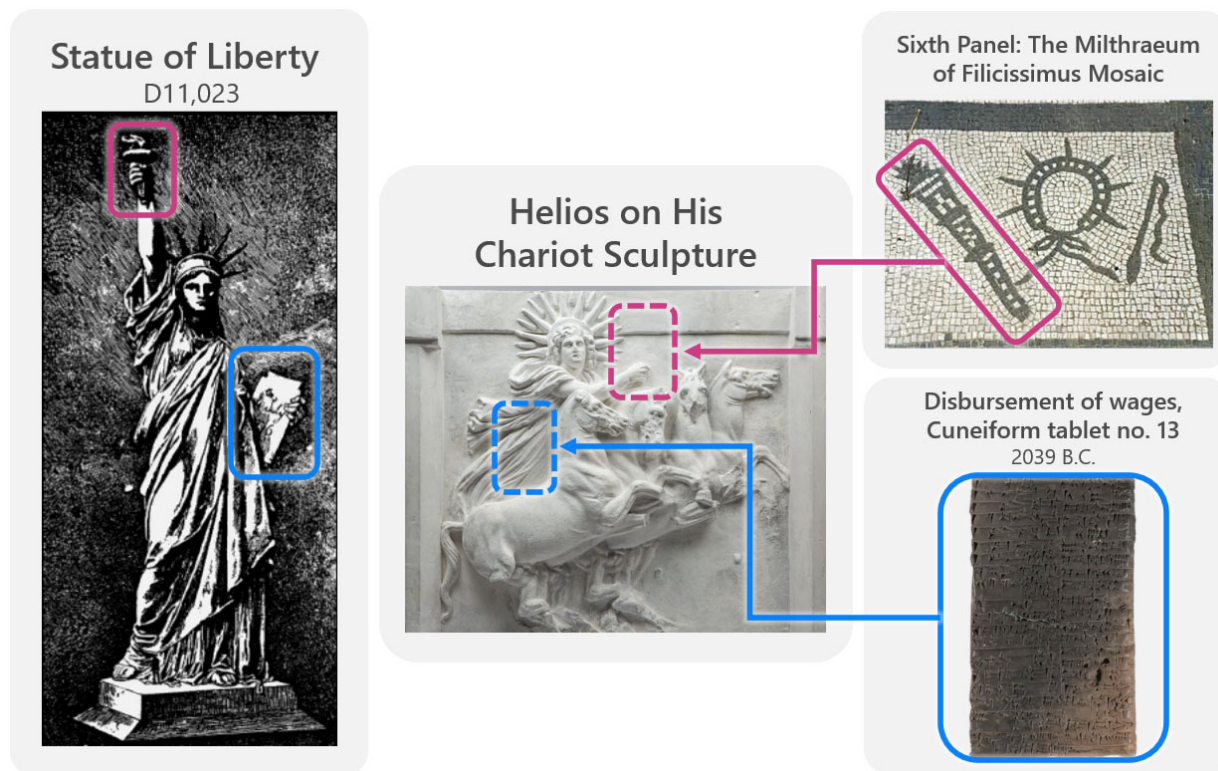 Statue of Liberty
D11,023
Helios on His
Chariot Sculpture
Sixth Panel: The Milthraeum
of Filicissimus Mosaic
Disbursement of wages,
Cuneiform tablet no. 13
2039 B.C.